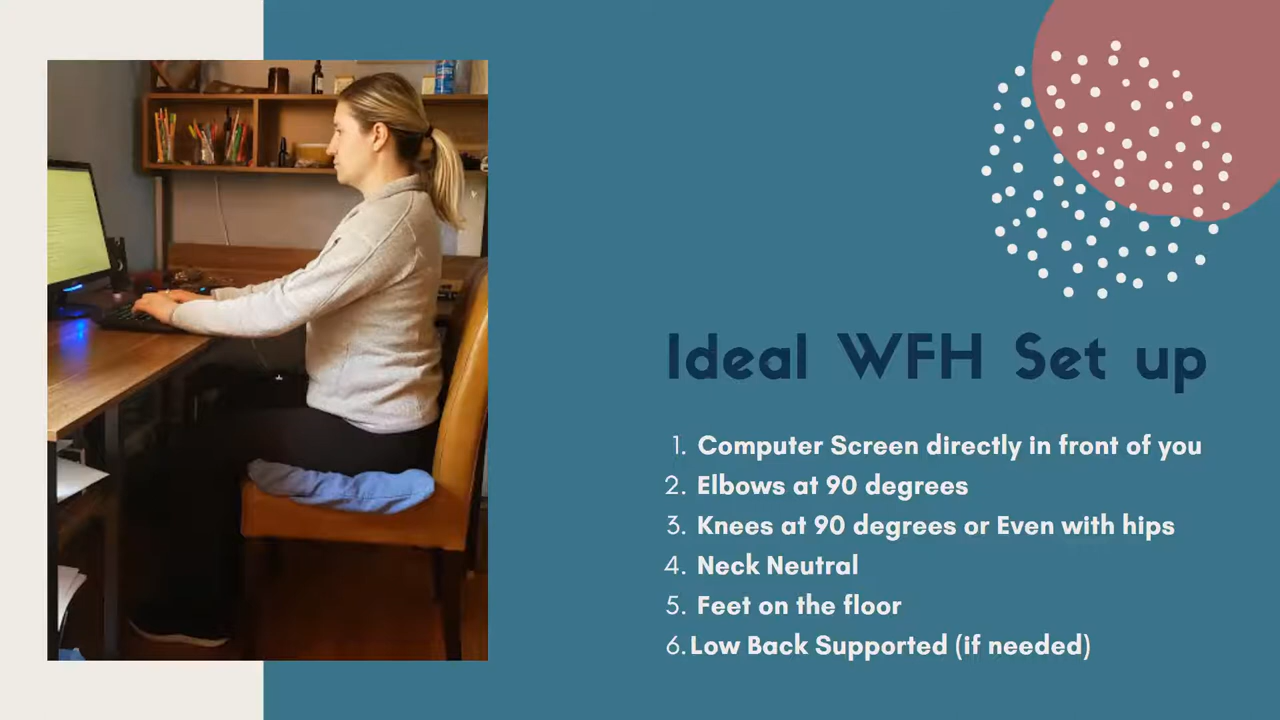 Ideal WFH Set up
1. Computer Screen directly in front of you
2. Elbows at 90 degrees
3. Knees at 90 degrees or Even with hips
4. Neck Neutral
5. Feet on the floor
6. Low Back Supported (if needed)